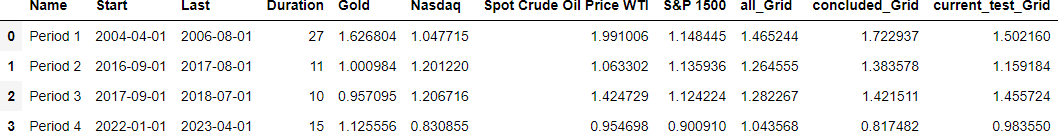 Name Start Last Duration Gold Nasdaq Spot Crude Oil Price WTI S&P 1500 all_Grid concluded_Grid current_test_Grid
0 Period 1 2004-04-01 2006-08-01 27 1.626804 1.047715 1.991006 1.148445 1.465244 1.722937 1.502160
1 Period 2 2016-09-01 2017-08-01 11 1.000984 1.201220 1.063302 1.135936 1.264555 1.383578 1.159184
2 Period 3 2017-09-01 2018-07-01 10 0.957095 1.206716 1.424729 1.124224 1.282267 1.421511 1.455724
3 Period 4 2022-01-01 2023-04-01 15 1.125556 0.830855 0.954698 0.900910 1.043568 0.817482 0.983550